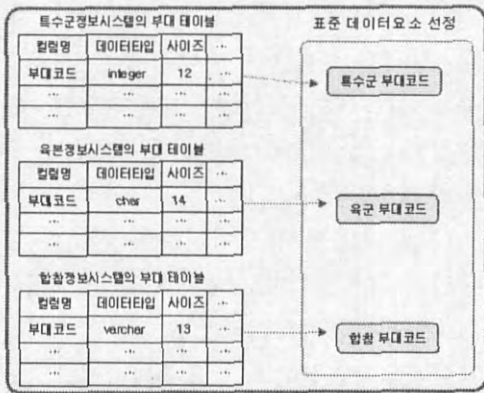 특수군정보시스템의 부대 테이블
컬럼명 데이터타입 사이즈 ...
부대코드 integer 12 ...
... ... ... ...
... ... ... ...
육본정보시스템의 부대 테이블
컬럼명 데이터타입 사이즈 ...
부대코드 char 14 ...
... ... ... ...
... ... ... ...
합참정보시스템의 부대 테이블
컬럼명 데이터타입 사이즈 ...
부대코드 varchar 13 ...
... ... ... ...
... ... ... ...
표준 데이터요소 선정
특수군 부대코드
육군 부대코드
합참 부대코드